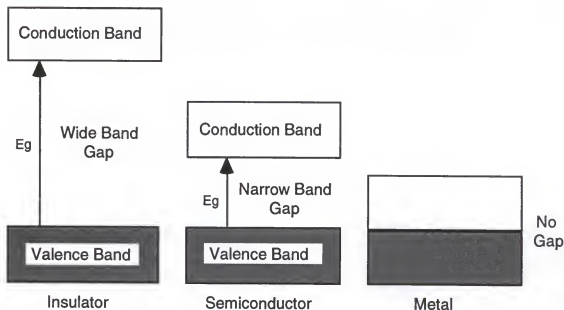 Conduction Band
Eg
Wide Band
Gap
Valence Band
Insulator
Conduction Band
Eg
Narrow Band
Gap
Valence Band
Semiconductor
No
Gap
Metal